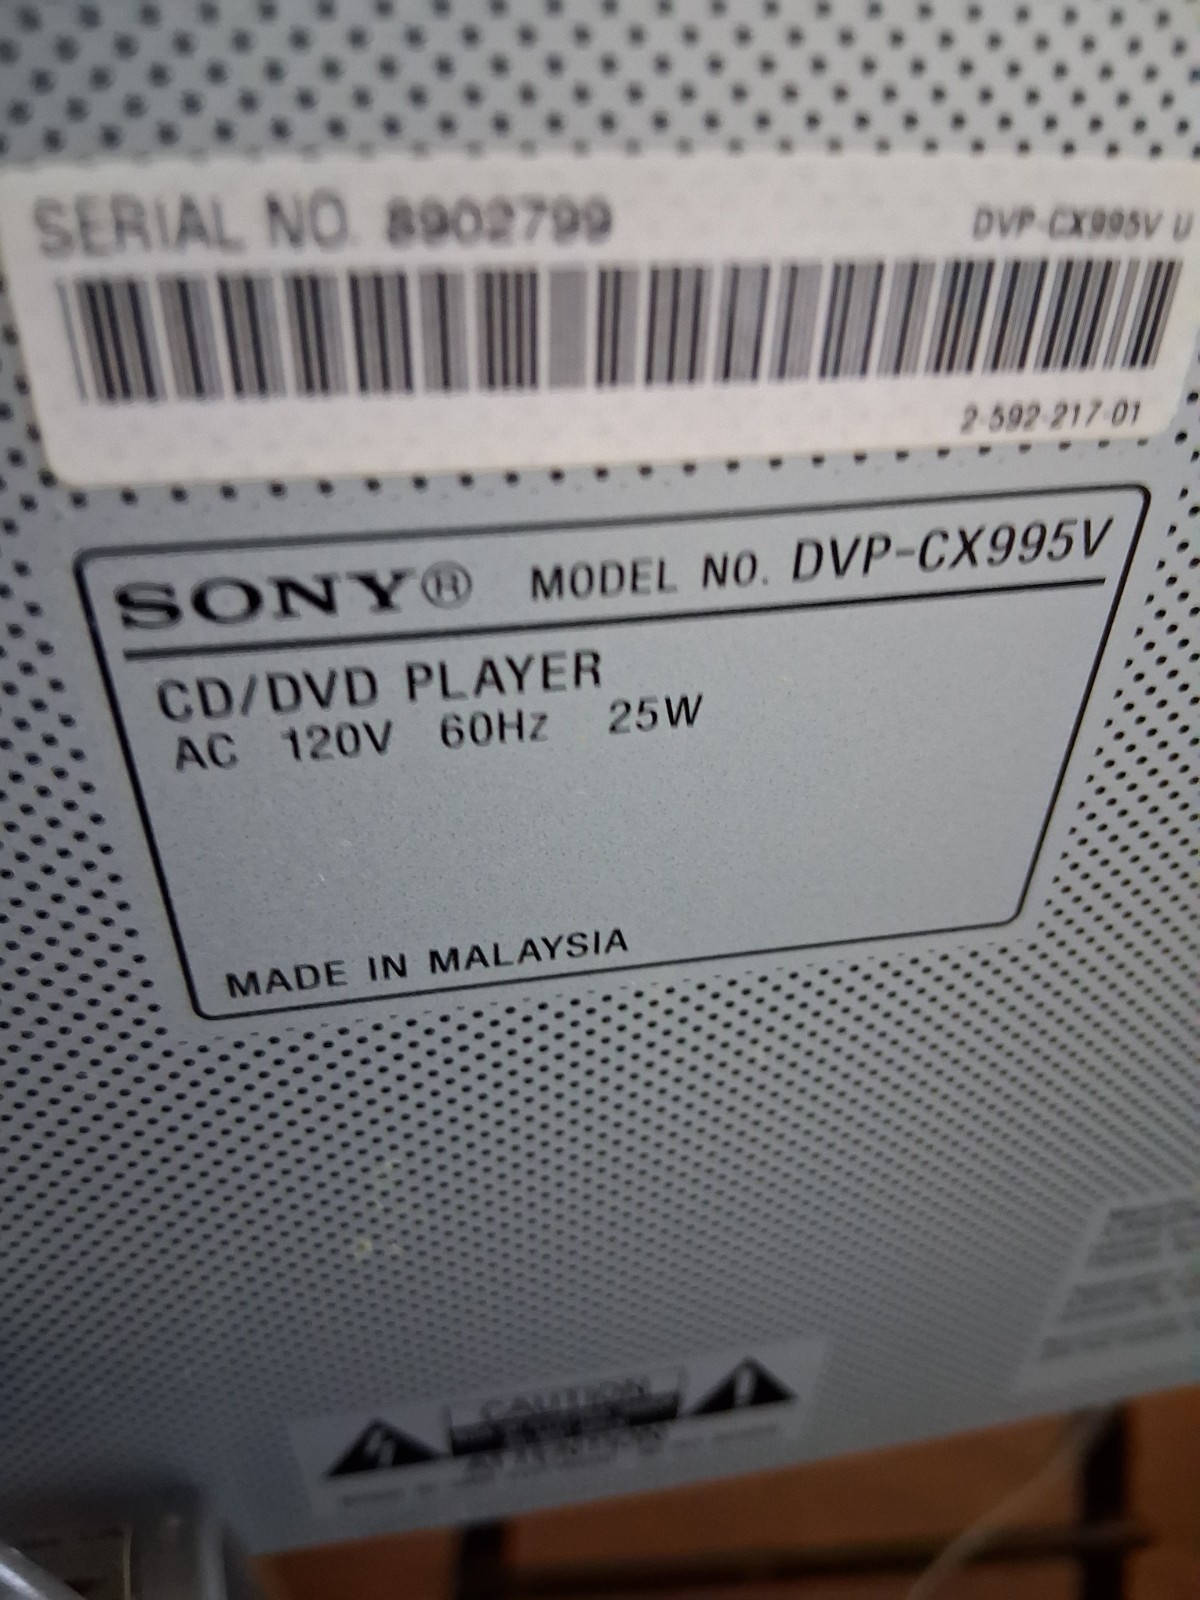 SERIAL NO. 8902799
DVP-CX995V U
2-592-217-01
SONY® MODEL NO. DVP-CX995V
CD/DVD PLAYER
AC 120V 60Hz 25W
MADE IN MALAYSIA
CAUTION